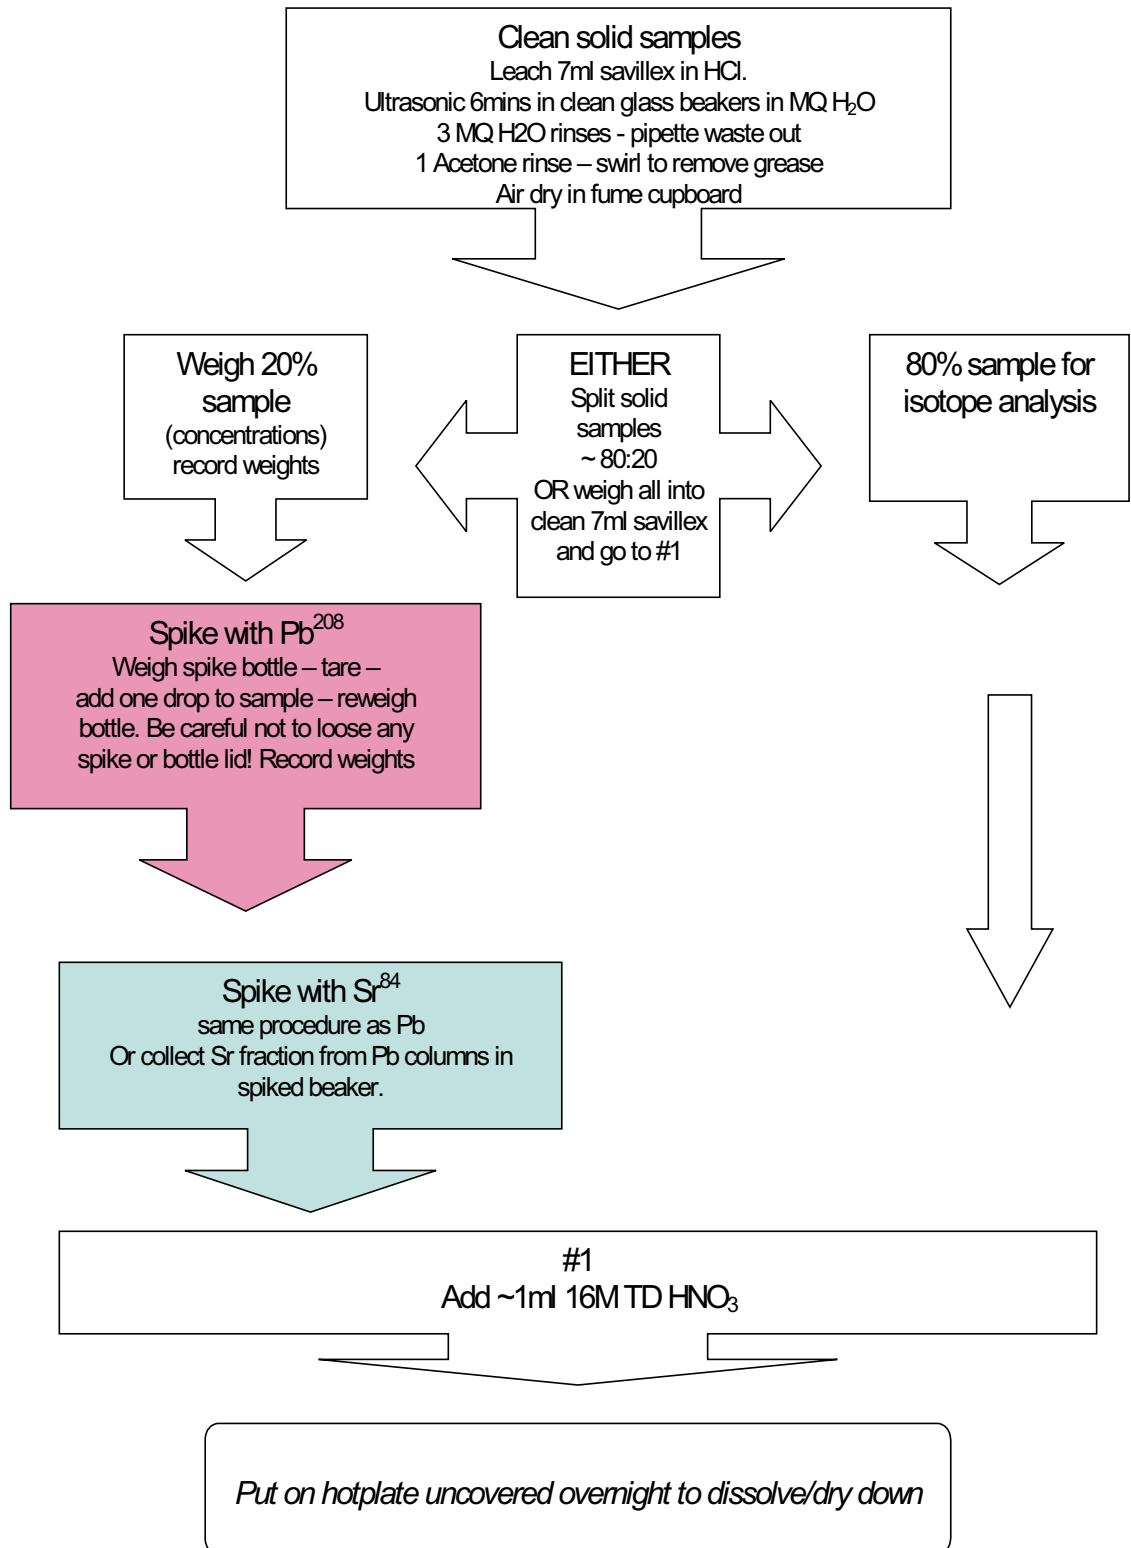 Clean solid samples
Leach 7ml savillex in HCl.
Ultrasonic 6mins in clean glass beakers in MQ H₂O
3 MQ H2O rinses - pipette waste out
1 Acetone rinse – swirl to remove grease
Air dry in fume cupboard
Weigh 20%
sample
(concentrations)
record weights
EITHER
Split solid
samples
~ 80:20
OR weigh all into
clean 7ml savillex
and go to #1
80% sample for
isotope analysis
Spike with Pb²⁰⁸
Weigh spike bottle – tare –
add one drop to sample – reweigh
bottle. Be careful not to loose any
spike or bottle lid! Record weights
Spike with Sr⁸⁴
same procedure as Pb
Or collect Sr fraction from Pb columns in
spiked beaker.
#1
Add ~1ml 16M TD HNO₃
Put on hotplate uncovered overnight to dissolve/dry down